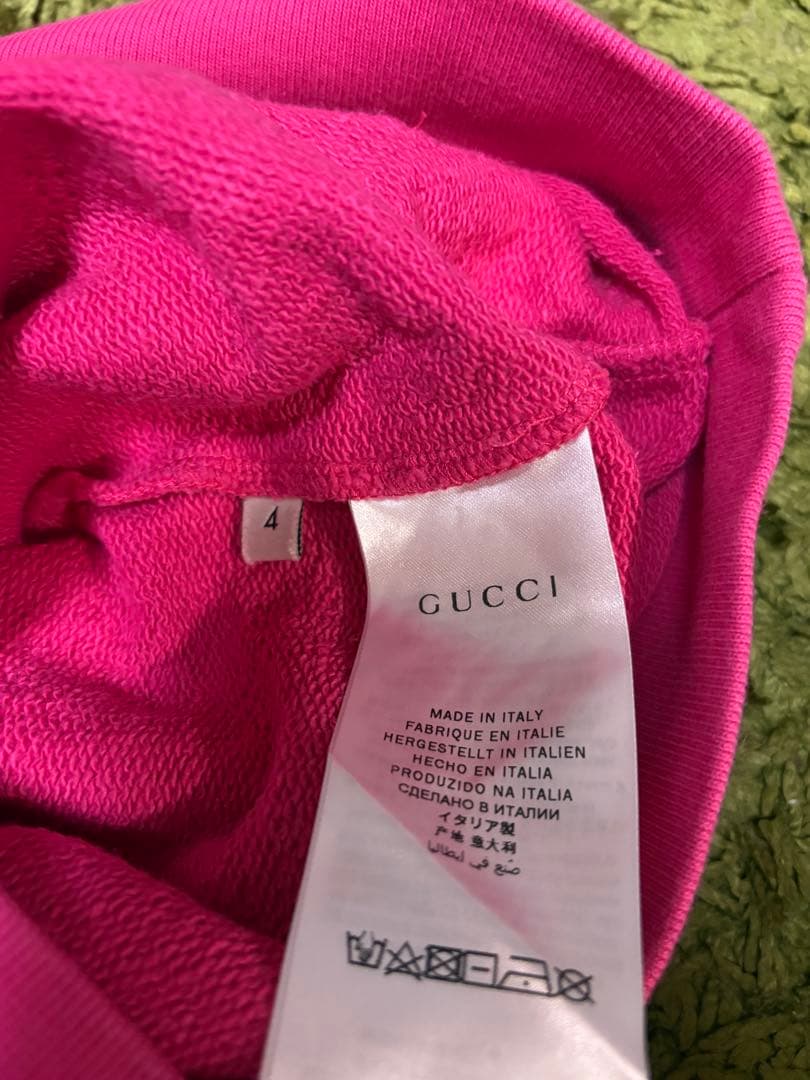 4
GUCCI
MADE IN ITALY
FABRIQUE EN ITALIE
HERGESTELLT IN ITALIEN
HECHO EN ITALIA
PRODUZIDO NA ITALIA
СДЕЛАНО В ИТАЛИИ
イタリア製
产地 意大利
صنع في ايطاليا